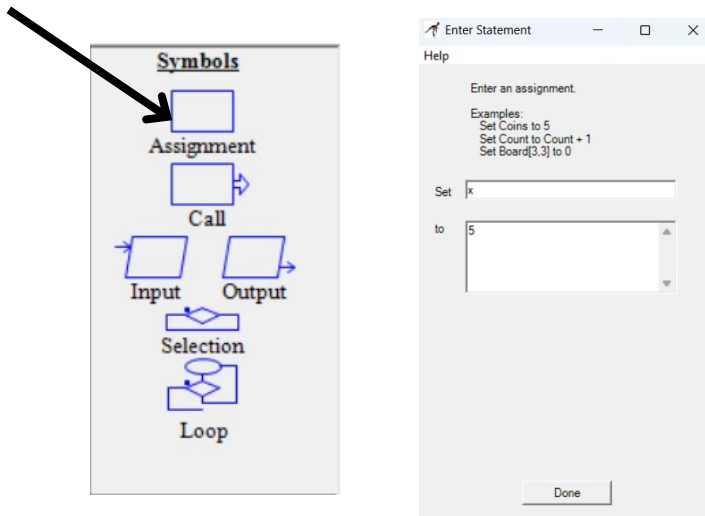 Symbols
Assignment
Call
Input Output
Selection
Loop
Enter Statement
Help
Enter an assignment.
Examples:
Set Coins to 5
Set Count to Count + 1
Set Board[3,3] to 0
Set x
to 5
Done